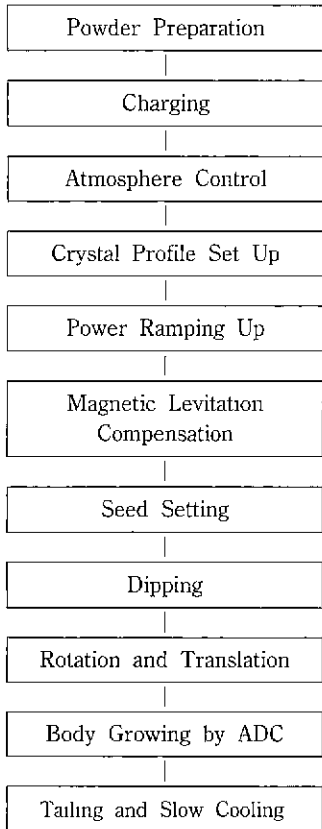 Powder Preparation
Charging
Atmosphere Control
Crystal Profile Set Up
Power Ramping Up
Magnetic Levitation
Compensation
Seed Setting
Dipping
Rotation and Translation
Body Growing by ADC
Tailing and Slow Cooling